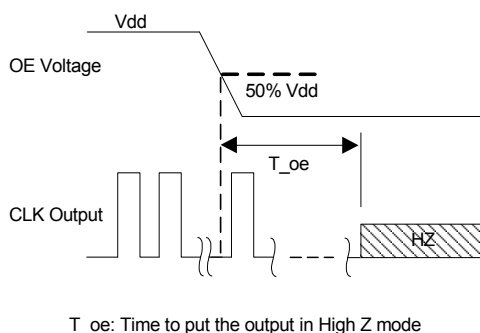 Vdd
OE Voltage
50% Vdd
T_oe
CLK Output
HZ
T_oe: Time to put the output in High Z mode